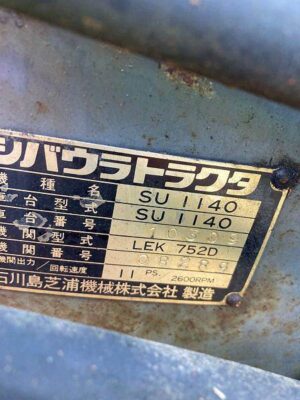 シバウラトラクタ
機種名 SU 1140
車台型式 SU 1140
車台番号
機関型式 LEK 752D
機関番号
機関出力/回転速度 11 PS. 2600RPM
石川島芝浦機械株式会社 製造